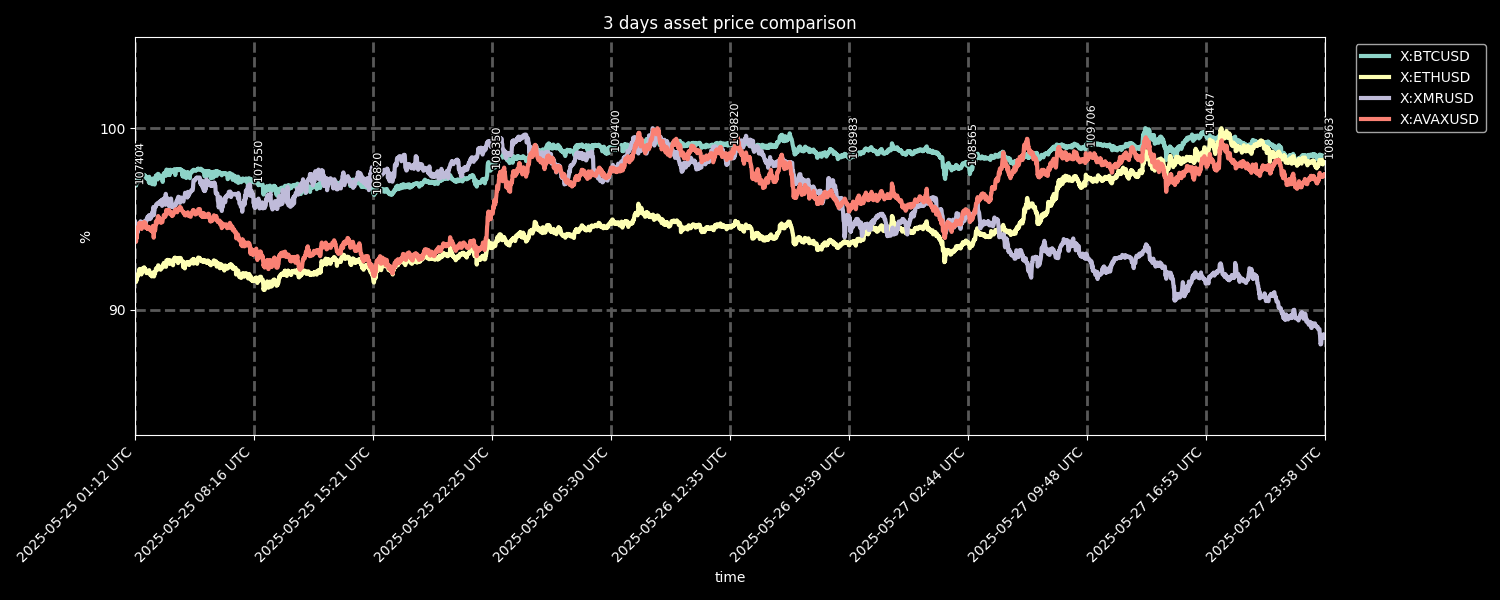 3 days asset price comparison
X:BTCUSD
X:ETHUSD
X:XMRUSD
X:AVAXUSD
%
100
90
107404
107550
106820
108350
109400
109820
108983
108565
109706
110467
108963
2025-05-25 01:12 UTC
2025-05-25 08:16 UTC
2025-05-25 15:21 UTC
2025-05-25 22:25 UTC
2025-05-26 05:30 UTC
2025-05-26 12:35 UTC
2025-05-26 19:39 UTC
2025-05-27 02:44 UTC
2025-05-27 09:48 UTC
2025-05-27 16:53 UTC
2025-05-27 23:58 UTC
time